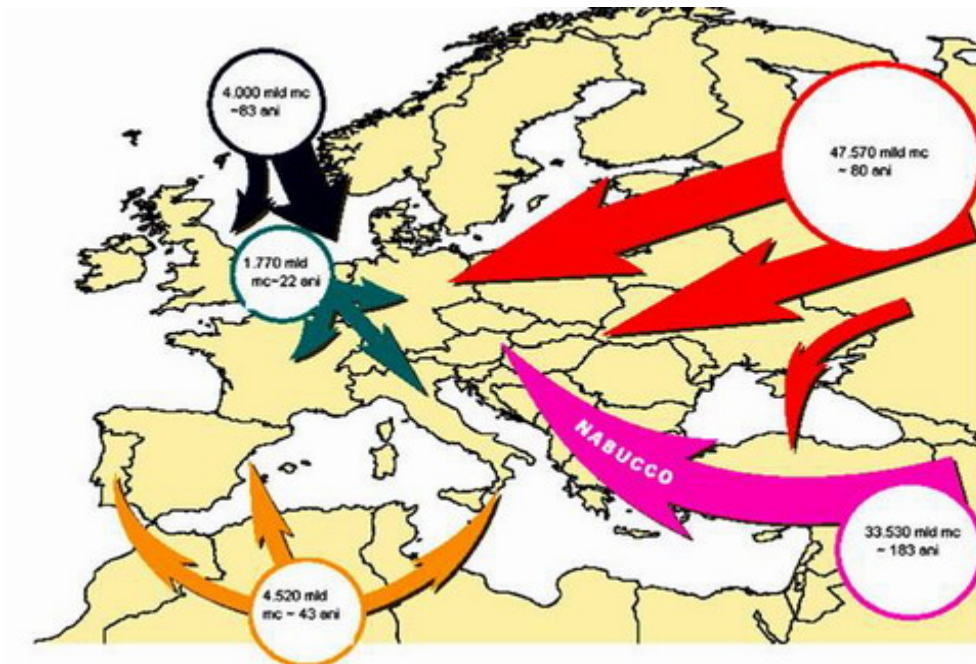 4.000 mld mc
~83 ani
47.570 mld mc
~ 80 ani
1.770 mld
mc~22 ani
NABUCCO
33.530 mld mc
~ 183 ani
4.520 mld
mc ~ 43 ani